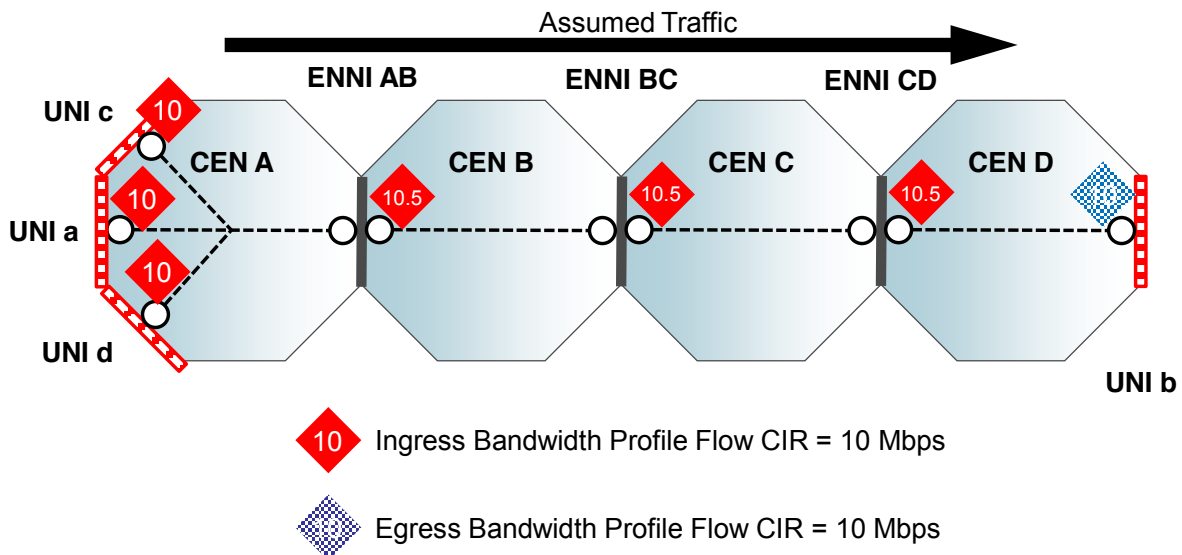 Assumed Traffic
ENNI AB
ENNI BC
ENNI CD
UNI c
10
CEN A
CEN B
CEN C
CEN D
10
10.5
10.5
10.5
UNI a
10
UNI d
UNI b
10 Ingress Bandwidth Profile Flow CIR = 10 Mbps
Egress Bandwidth Profile Flow CIR = 10 Mbps